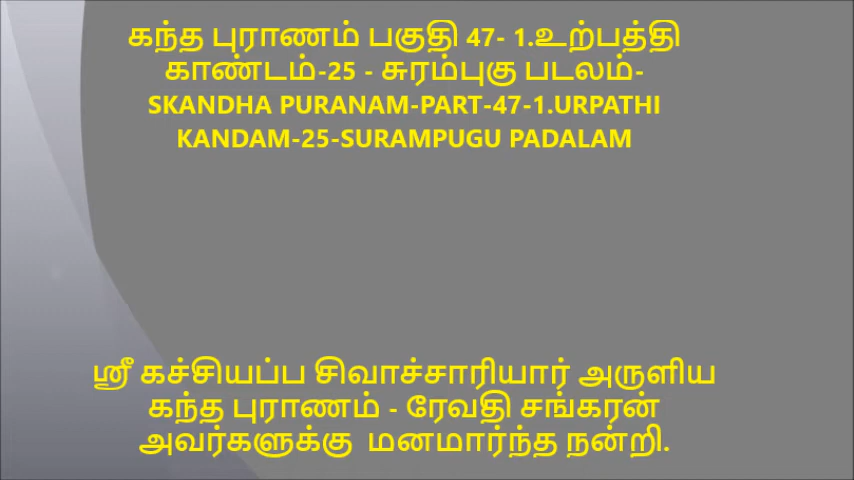 கந்த புராணம் பகுதி 47- 1.உற்பத்தி
காண்டம்-25 - சுரம்புகு படலம்-
SKANDHA PURANAM-PART-47-1.URPATHI
KANDAM-25-SURAMPUGU PADALAM
ஸ்ரீ கச்சியப்ப சிவாச்சாரியார் அருளிய
கந்த புராணம் - ரேவதி சங்கரன்
அவர்களுக்கு மனமார்ந்த நன்றி.